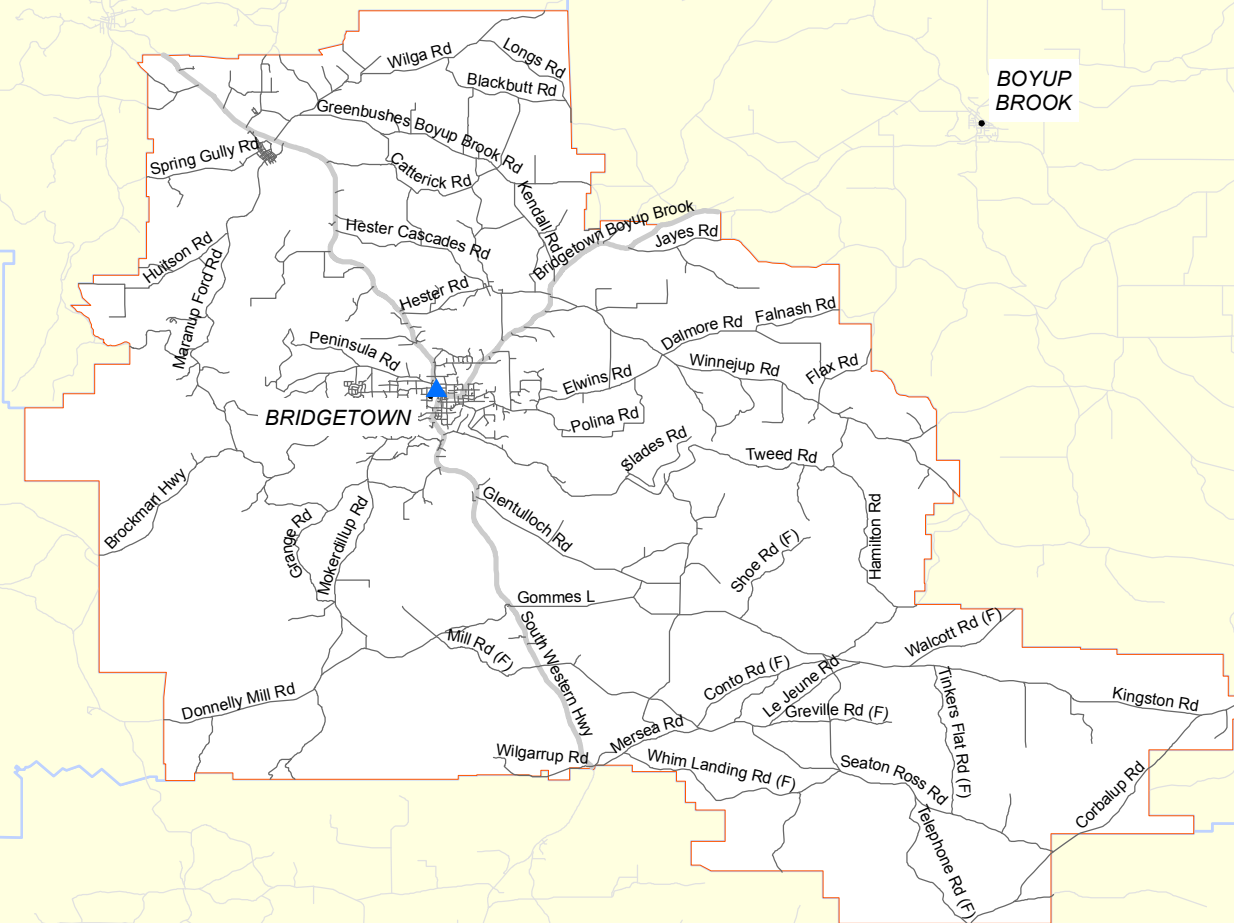 Longs Rd
Wilga Rd
BOYUP
BROOK
Blackbutt Rd
Greenbushes Boyup Brook Rd
Spring Gully Rd
Catterick Rd
Kendall Rd
Bridgetown Boyup Brook
Hester Cascades Rd
Jayes Rd
Huitson Rd
Maranup Ford Rd
Hester Rd
Falnash Rd
Dalmore Rd
Peninsula Rd
Winnejup Rd
Flax Rd
Elwins Rd
BRIDGETOWN
Polina Rd
Slades Rd
Tweed Rd
Brockman Hwy
Glentulloch Rd
Grange Rd
Mokerdillup Rd
Hamilton Rd
Shoe Rd (F)
Gommes L
South Western Hwy
Mill Rd (F)
Walcott Rd (F)
Conto Rd (F)
Le Jeune Rd
Donnelly Mill Rd
Kingston Rd
Tinkers Flat Rd (F)
Greville Rd (F)
Mersea Rd
Wilgarrup Rd
Whim Landing Rd (F)
Seaton Ross Rd
Corbalup Rd
Telephone Rd (F)